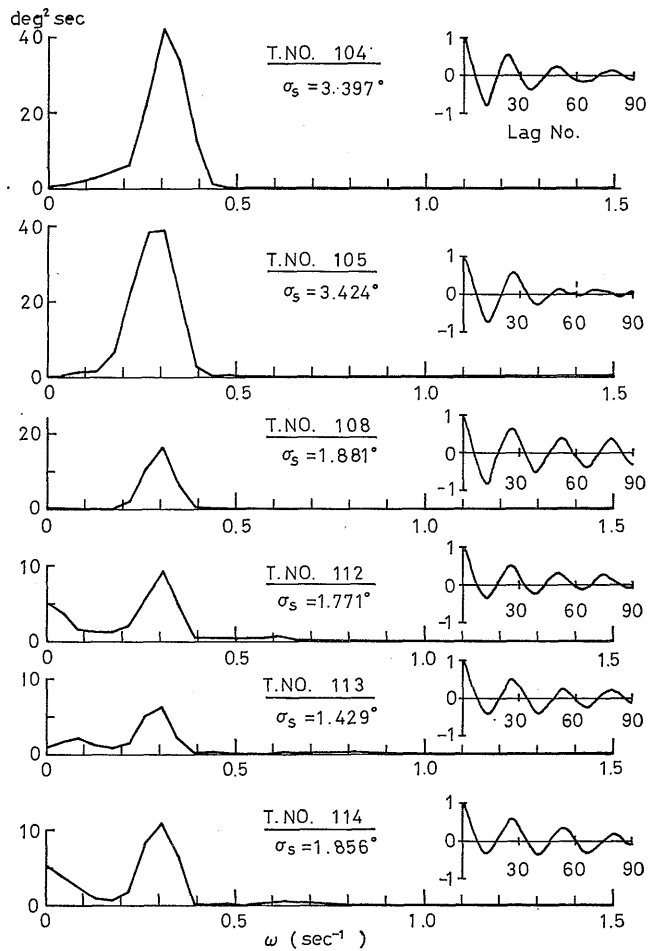 deg² sec
40
20
0
0 0.5 1.0 1.5
T.NO. 104
σs = 3.397°
1
0
-1
30 60 90
Lag No.
40
20
0
0 0.5 1.0 1.5
T.NO. 105
σs = 3.424°
1
0
-1
30 60 90
20
0
0 0.5 1.0 1.5
T.NO. 108
σs = 1.881°
1
0
-1
30 60 90
10
0
0 0.5 1.0 1.5
T.NO. 112
σs = 1.771°
1
0
-1
30 60 90
10
0
0 0.5 1.0 1.5
T.NO. 113
σs = 1.429°
1
0
-1
30 60 90
10
0
0 0.5 1.0 1.5
T.NO. 114
σs = 1.856°
1
0
-1
30 60 90
ω (sec⁻¹)